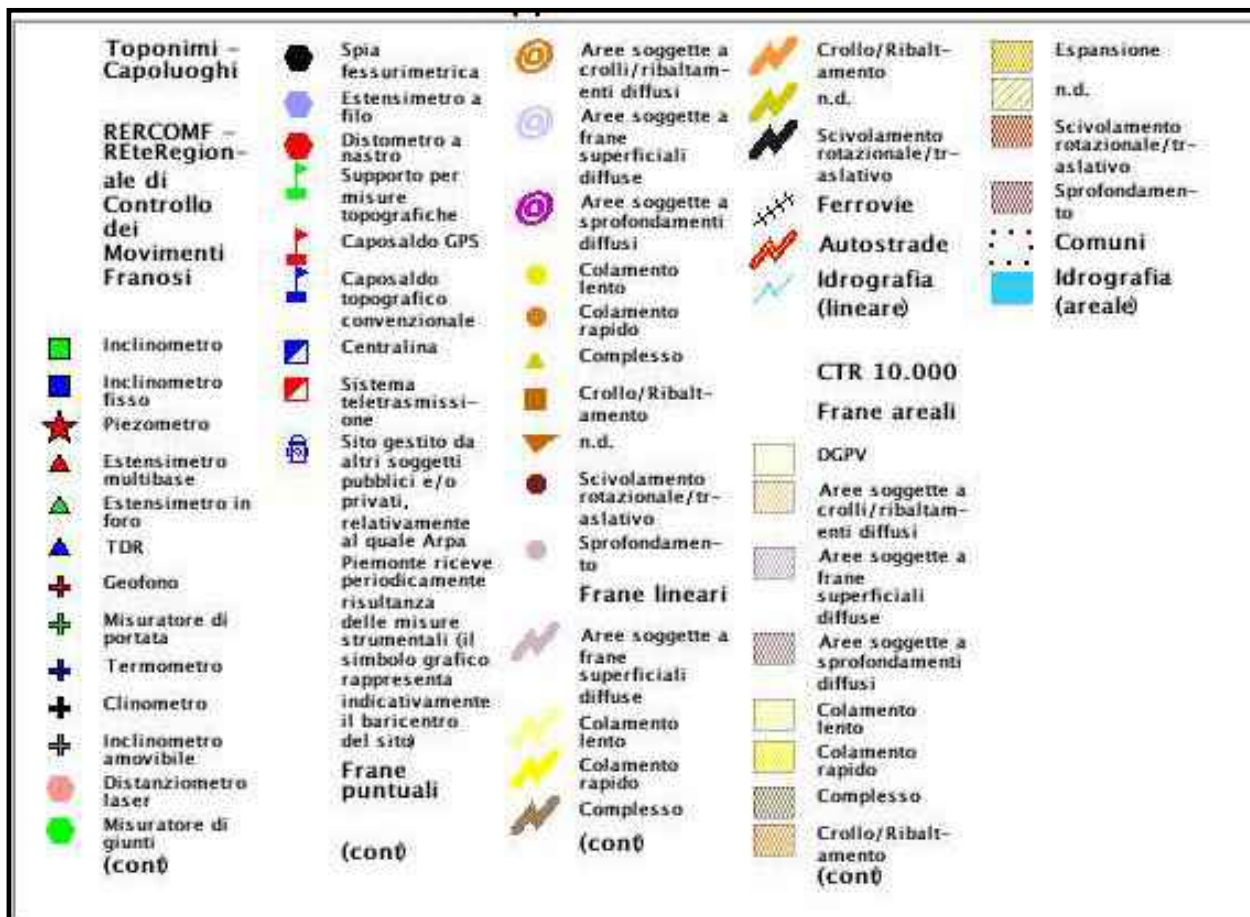 Toponimi –
Capoluoghi
RERCOMF –
REteRegion-
ale di
Controllo
dei
Movimenti
Franosi
Inclinometro
Inclinometro
fisso
Piezometro
Estensimetro
multibase
Estensimetro in
foro
TDR
Geofono
Misuratore di
portata
Termometro
Clinometro
Inclinometro
amovibile
Distanziometro
laser
Misuratore di
giunti
(cont)
Spia
fessurimetrica
Estensimetro a
filo
Distometro a
nastro
Supporto per
misure
topografiche
Caposaldo GPS
Caposaldo
topografico
convenzionale
Centralina
Sistema
teletrasmissi-
one
Sito gestito da
altri soggetti
pubblici e/o
privati,
relativamente
al quale Arpa
Piemonte riceve
periodicamente
risultanza
delle misure
strumentali (il
simbolo grafico
rappresenta
indicativamente
il baricentro
del sito)
Frane
puntuali
(cont)
Aree soggette a
crolli/ribaltam-
enti diffusi
Aree soggette a
frane
superficiali
diffuse
Aree soggette a
sprofondamenti
diffusi
Colamento
lento
Colamento
rapido
Complesso
Crollo/Ribalt-
amento
n.d.
Scivolamento
rotazionale/tr-
aslativo
Sprofondamen-
to
Frane lineari
Aree soggette a
frane
superficiali
diffuse
Colamento
lento
Colamento
rapido
Complesso
(cont)
Crollo/Ribalt-
amento
n.d.
Scivolamento
rotazionale/tr-
aslativo
Ferrovie
Autostrade
Idrografia
(lineare)
CTR 10.000
Frane areali
DGPV
Aree soggette a
crolli/ribaltam-
enti diffusi
Aree soggette a
frane
superficiali
diffuse
Aree soggette a
sprofondamenti
diffusi
Colamento
lento
Colamento
rapido
Complesso
Crollo/Ribalt-
amento
(cont)
Espansione
n.d.
Scivolamento
rotazionale/tr-
aslativo
Sprofondamen-
to
Comuni
Idrografia
(areale)